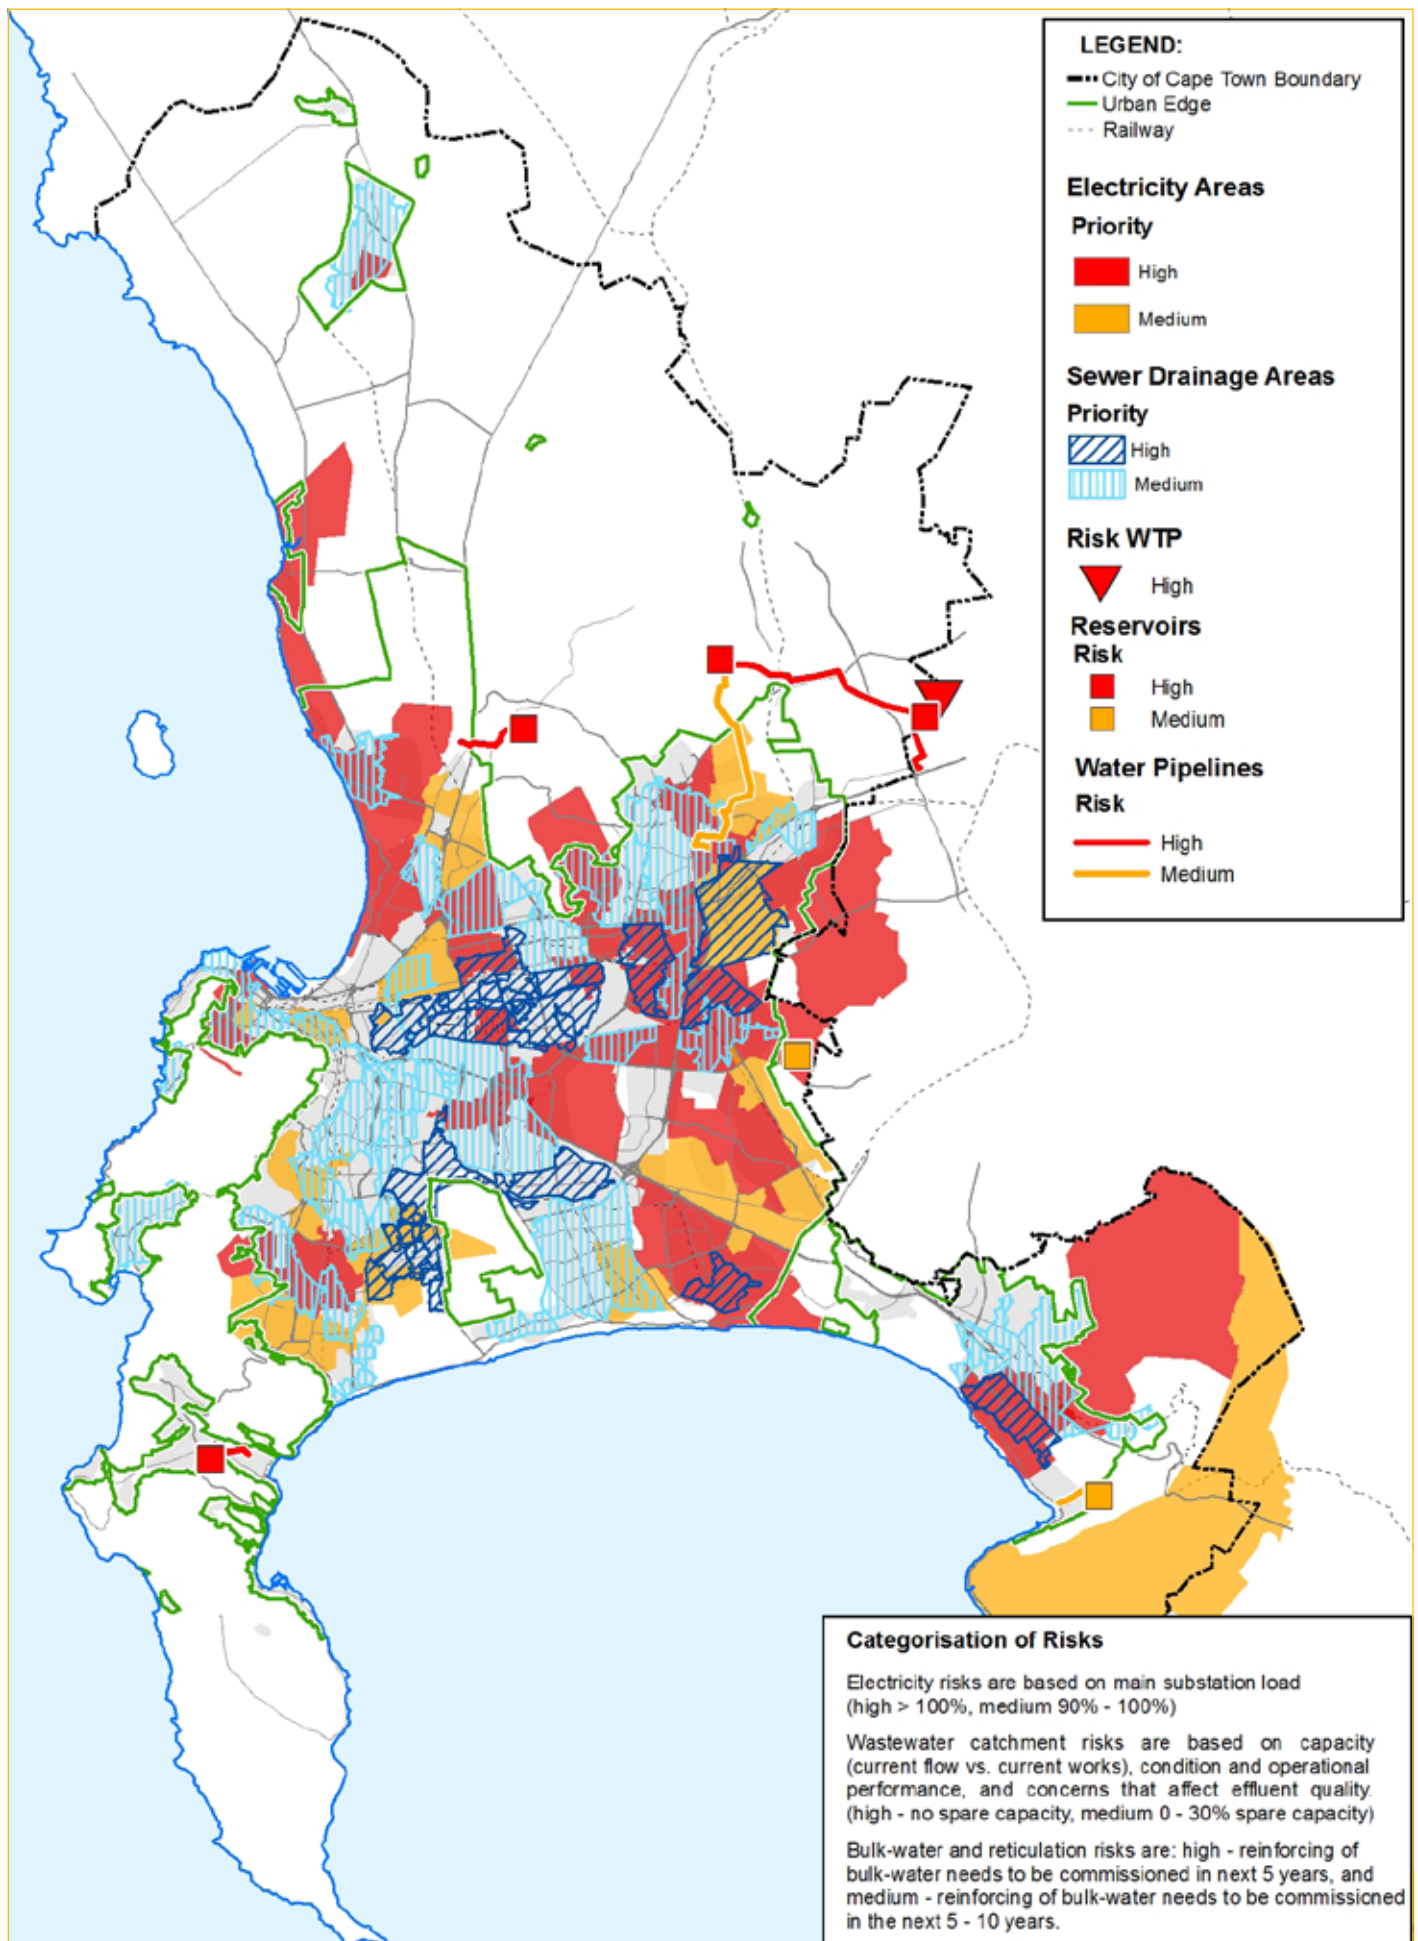 LEGEND:
City of Cape Town Boundary
Urban Edge
Railway
Electricity Areas
Priority
High
Medium
Sewer Drainage Areas
Priority
High
Medium
Risk WTP
High
Reservoirs
Risk
High
Medium
Water Pipelines
Risk
High
Medium
Categorisation of Risks
Electricity risks are based on main substation load
(high > 100%, medium 90% - 100%)
Wastewater catchment risks are based on capacity
(current flow vs. current works), condition and operational
performance, and concerns that affect effluent quality.
(high - no spare capacity, medium 0 - 30% spare capacity)
Bulk-water and reticulation risks are: high - reinforcing of
bulk-water needs to be commissioned in next 5 years, and
medium - reinforcing of bulk-water needs to be commissioned
in the next 5 - 10 years.